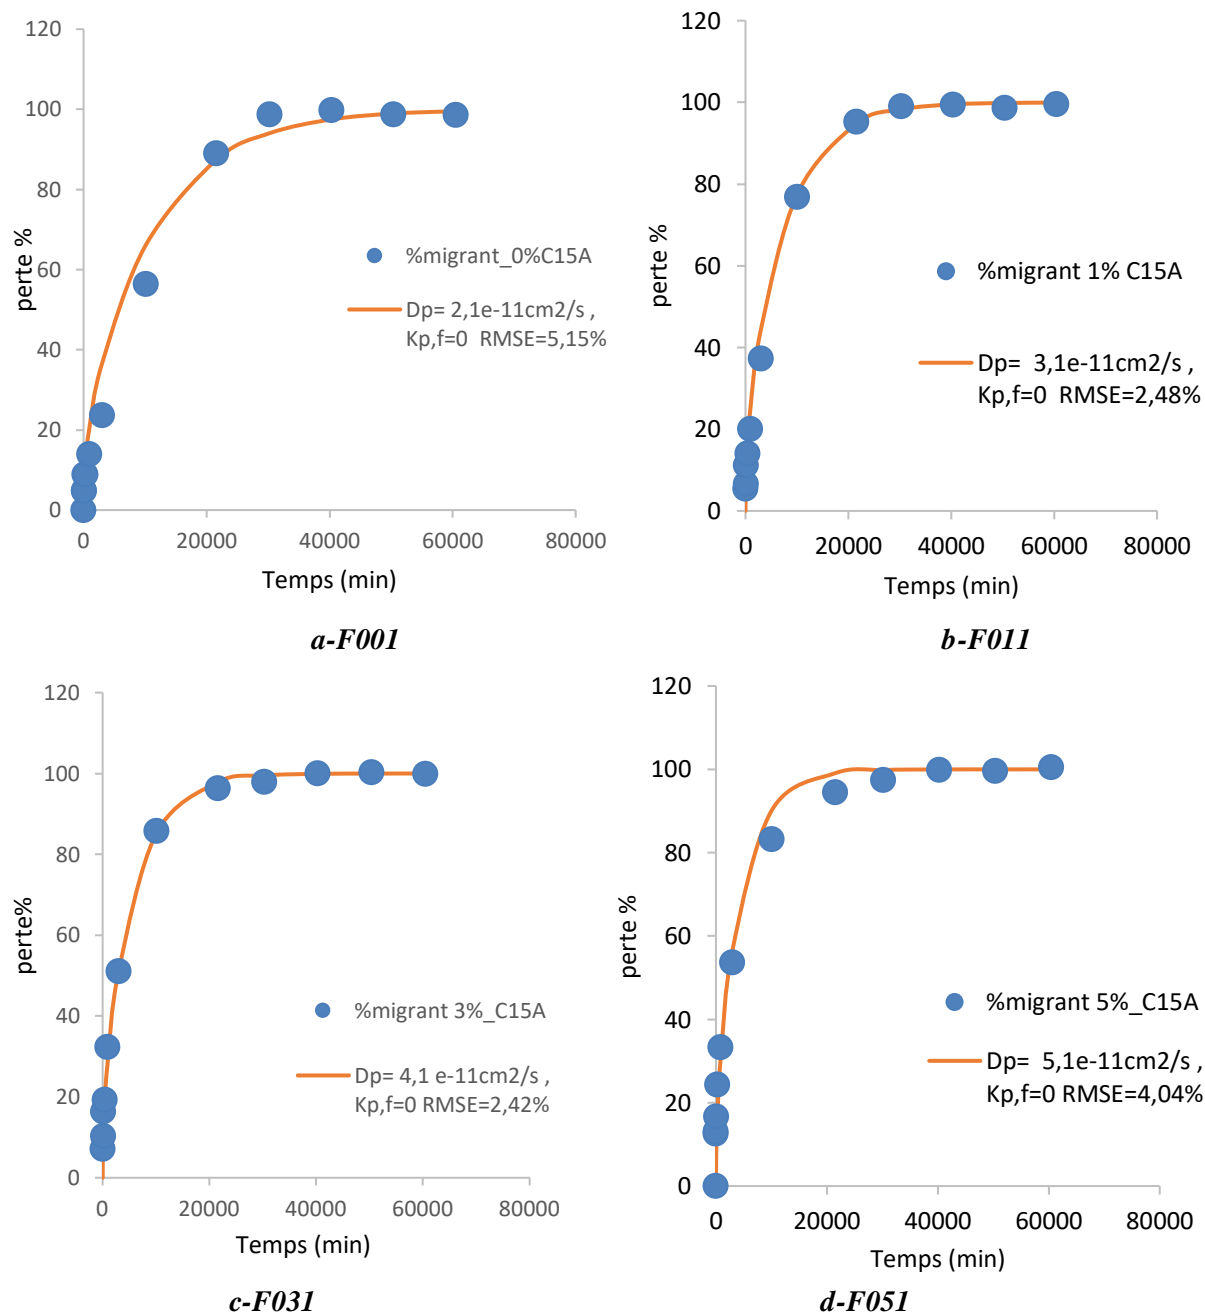 120
100
80
60
40
20
0
perte %
%migrant_0%C15A
Dp= 2,1e-11cm2/s ,
Kp,f=0 RMSE=5,15%
0 20000 40000 60000 80000
Temps (min)
a-F001
120
100
80
60
40
20
0
perte %
%migrant 1% C15A
Dp= 3,1e-11cm2/s ,
Kp,f=0 RMSE=2,48%
0 20000 40000 60000 80000
Temps (min)
b-F011
120
100
80
60
40
20
0
perte%
%migrant 3%_C15A
Dp= 4,1 e-11cm2/s ,
Kp,f=0 RMSE=2,42%
0 20000 40000 60000 80000
Temps (min)
c-F031
120
100
80
60
40
20
0
perte %
%migrant 5%_C15A
Dp= 5,1e-11cm2/s ,
Kp,f=0 RMSE=4,04%
0 20000 40000 60000 80000
Temps (min)
d-F051